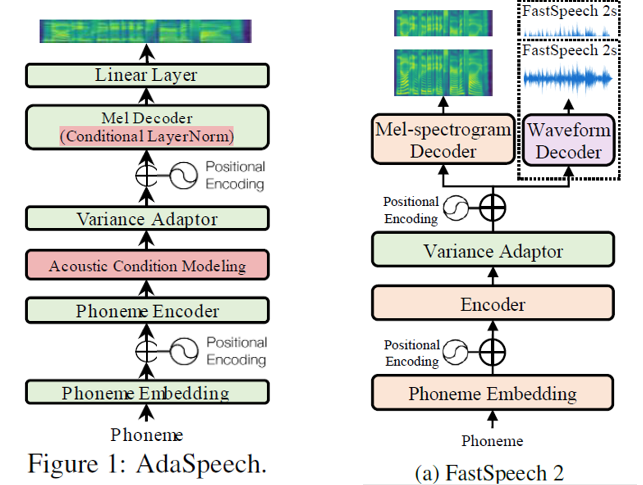 Linear Layer
Mel Decoder
(Conditional LayerNorm)
Positional
Encoding
Variance Adaptor
Acoustic Condition Modeling
Phoneme Encoder
Positional
Encoding
Phoneme Embedding
Phoneme
Figure 1: AdaSpeech.
FastSpeech 2s
FastSpeech 2s
Mel-spectrogram
Decoder
Waveform
Decoder
Positional
Encoding
Variance Adaptor
Encoder
Positional
Encoding
Phoneme Embedding
Phoneme
(a) FastSpeech 2